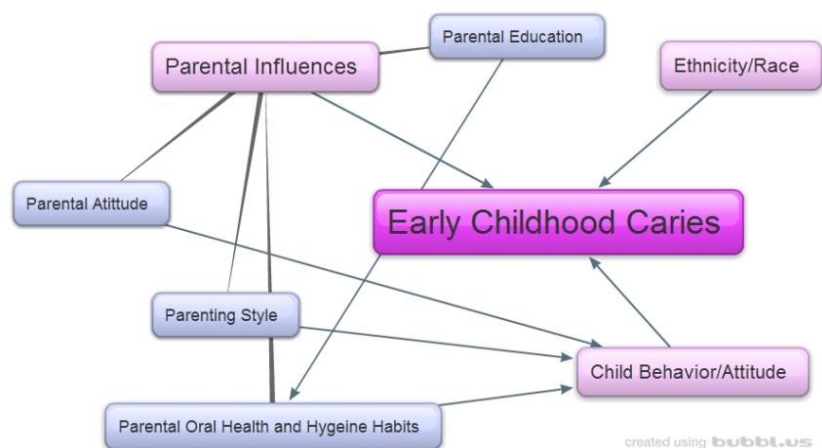 Parental Education
Parental Influences
Ethnicity/Race
Parental Atittude
Early Childhood Caries
Parenting Style
Child Behavior/Attitude
Parental Oral Health and Hygeine Habits
created using bubbl.us